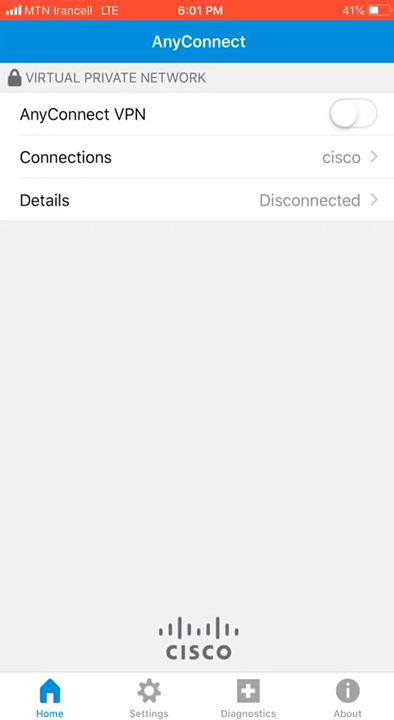 MTN Irancell LTE 6:01 PM 41%
AnyConnect
VIRTUAL PRIVATE NETWORK
AnyConnect VPN
Connections cisco
Details Disconnected
CISCO
Home Settings Diagnostics About